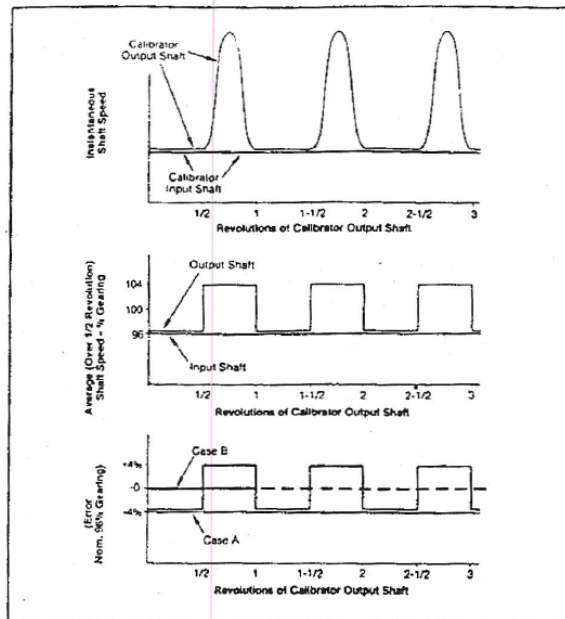 Calibrator
Output Shaft
Instantaneous
Shaft Speed
Calibrator
Input Shaft
1/2 1 1-1/2 2 2-1/2 3
Revolutions of Calibrator Output Shaft
Output Shaft
Average (Over 1/2 Revolution)
Shaft Speed - % Gearing
104
100
96
Input Shaft
1/2 1 1-1/2 2 2-1/2 3
Revolutions of Calibrator Output Shaft
Case B
(Error
Nom. 96% Gearing)
+4%
-0
-4%
Case A
1/2 1 1-1/2 2 2-1/2 3
Revolutions of Calibrator Output Shaft